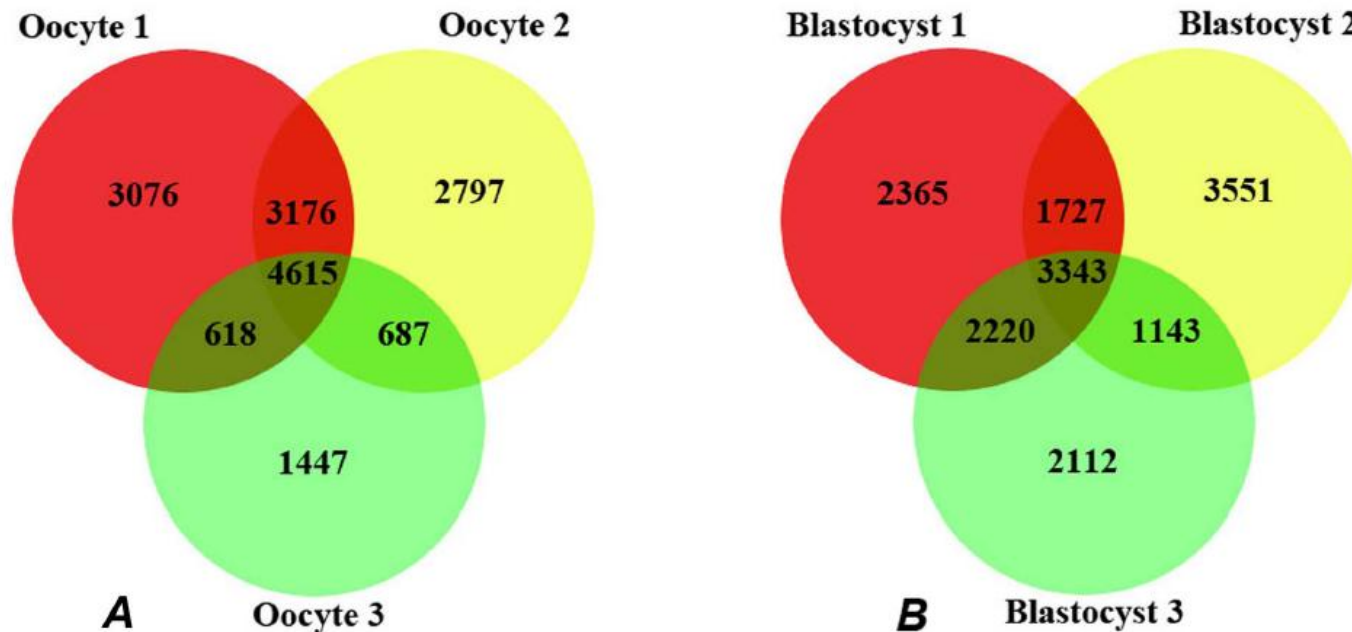 Oocyte 1
Oocyte 2
3076
3176
2797
4615
618
687
1447
A
Oocyte 3
Blastocyst 1
Blastocyst 2
2365
1727
3551
3343
2220
1143
2112
B
Blastocyst 3